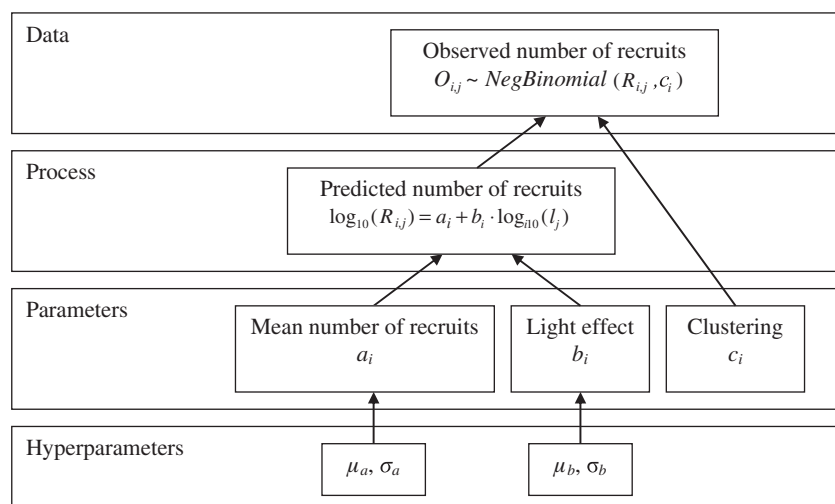 Data
Observed number of recruits
O_{i,j} ~ NegBinomial (R_{i,j} ,c_i)
Process
Predicted number of recruits
log_{10}(R_{i,j}) = a_i + b_i · log_{i10}(l_j)
Parameters
Mean number of recruits
a_i
Light effect
b_i
Clustering
c_i
Hyperparameters
μ_a, σ_a
μ_b, σ_b